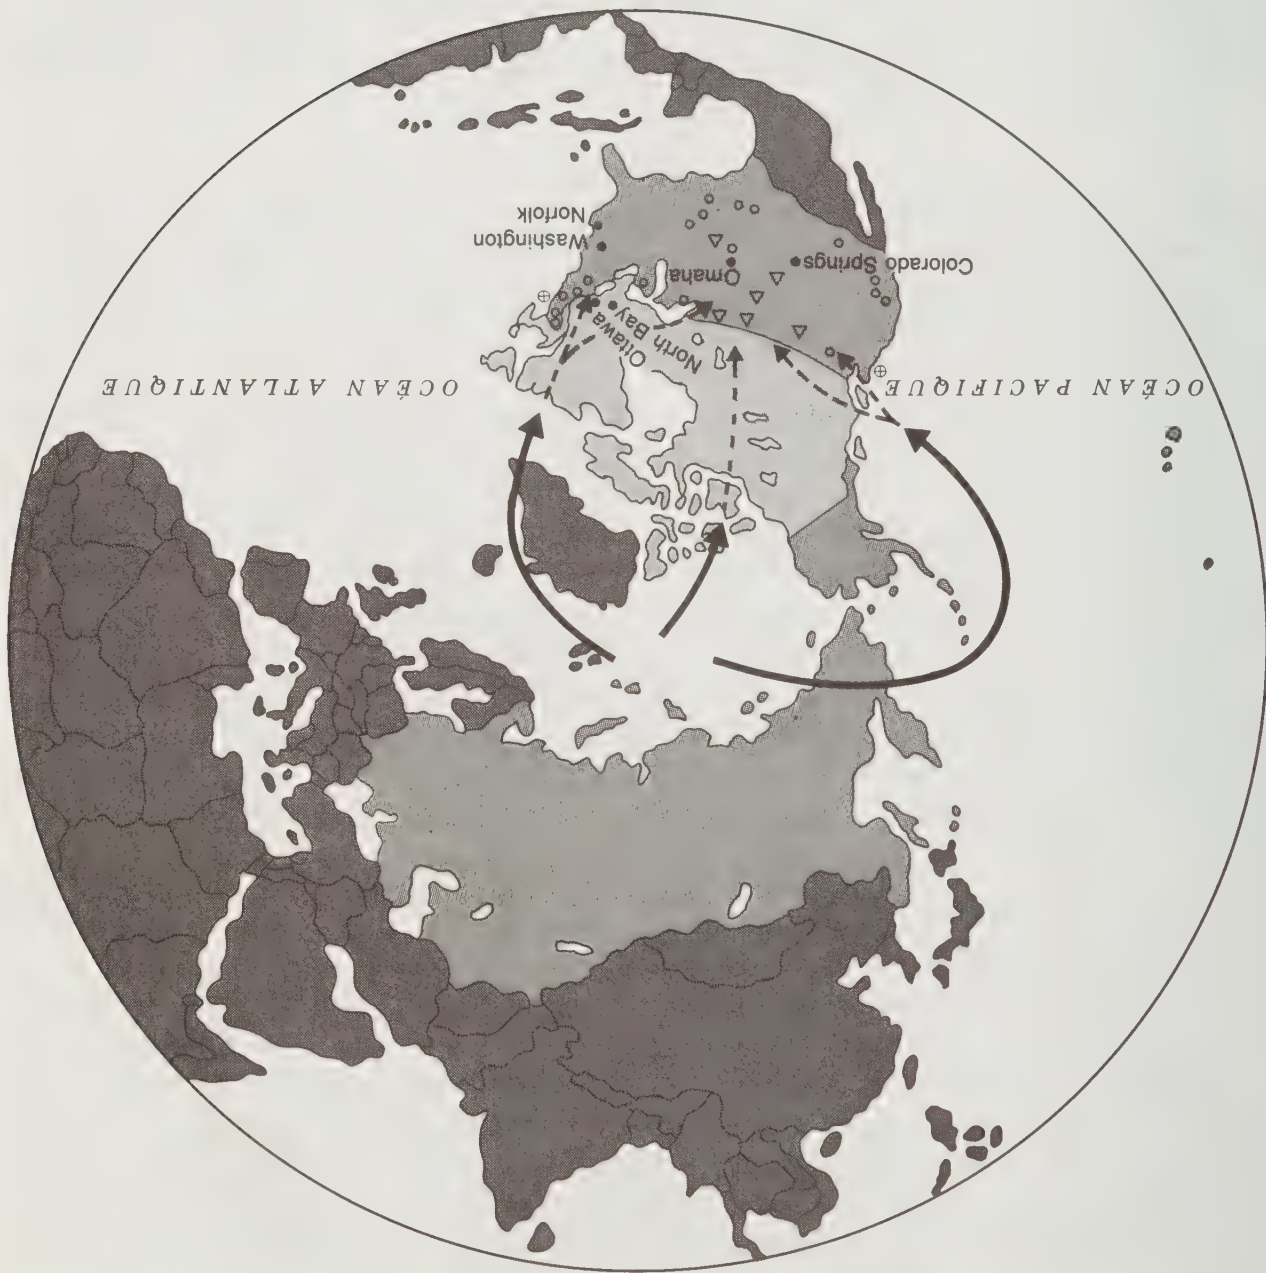 OCÉAN PACIFIQUE
OCÉAN ATLANTIQUE
North Bay
Ottawa
Colorado Springs
Omaha
Washington
Norfolk